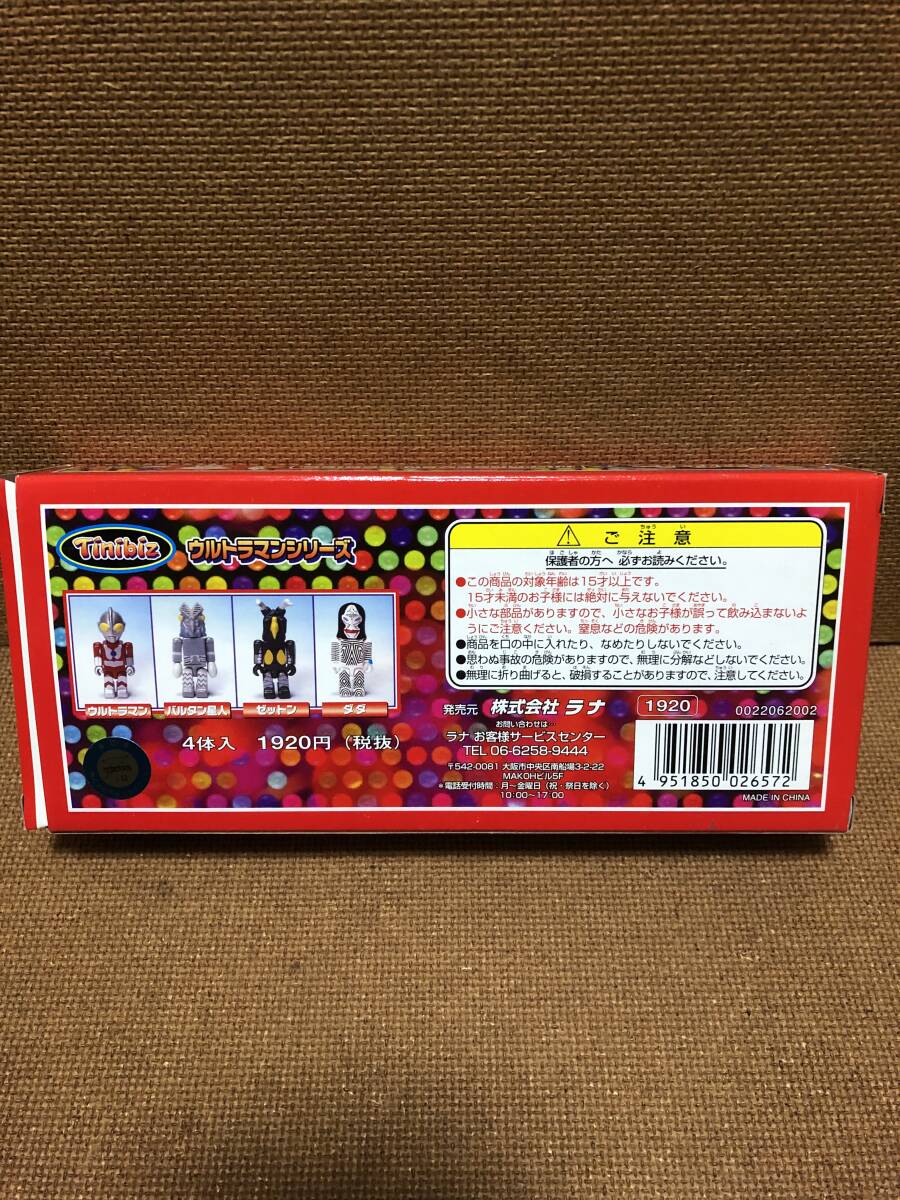 Tinibiz ウルトラマンシリーズ
ウルトラマン バルタン星人 ゼットン ダダ
4体入 1920円（税抜）
ご注意
保護者の方へ 必ずお読みください。
●この商品の対象年齢は15才以上です。
15才未満のお子様には絶対に与えないでください。
●小さな部品がありますので、小さなお子様が誤って飲み込まないよ
うにご注意ください。窒息などの危険があります。
●商品を口の中に入れたり、なめたりしないでください。
●思わぬ事故の危険がありますので、無理に分解などしないでください。
●無理に折り曲げると、破損することがありますので、注意してください。
発売元 株式会社 ラナ
お問い合わせは…
ラナ お客様サービスセンター
TEL 06-6258-9444
〒542-0081 大阪市中央区南船場3-2-22
MAKOHビル5F
＊電話受付時間：月〜金曜日（祝・祭日を除く）
10:00〜17:00
1920 0022062002
4 951850 026572
MADE IN CHINA